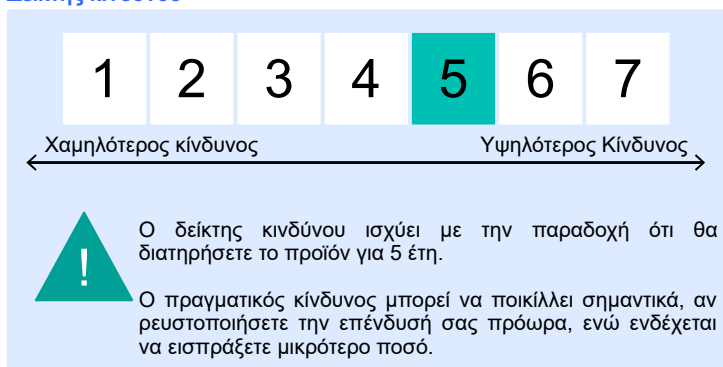 1 2 3 4 5 6 7
Χαμηλότερος κίνδυνος Υψηλότερος Κίνδυνος
!
Ο δείκτης κινδύνου ισχύει με την παραδοχή ότι θα
διατηρήσετε το προϊόν για 5 έτη.
Ο πραγματικός κίνδυνος μπορεί να ποικίλλει σημαντικά, αν
ρευστοποιήσετε την επένδυσή σας πρόωρα, ενώ ενδέχεται
να εισπράξετε μικρότερο ποσό.